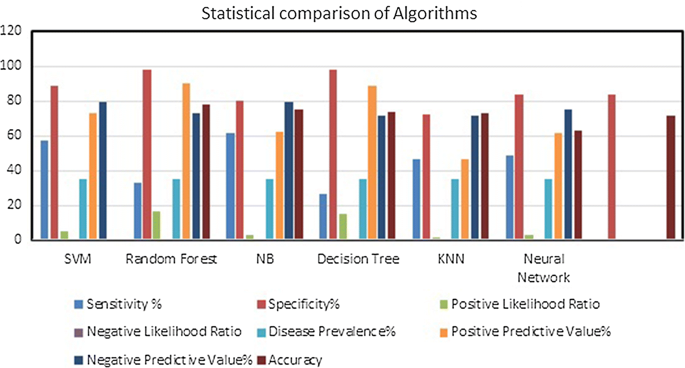 Statistical comparison of Algorithms
120
100
80
60
40
20
0
SVM Random Forest NB Decision Tree KNN Neural
Network
Sensitivity % Specificity% Positive Likelihood Ratio
Negative Likelihood Ratio Disease Prevalence% Positive Predictive Value%
Negative Predictive Value% Accuracy